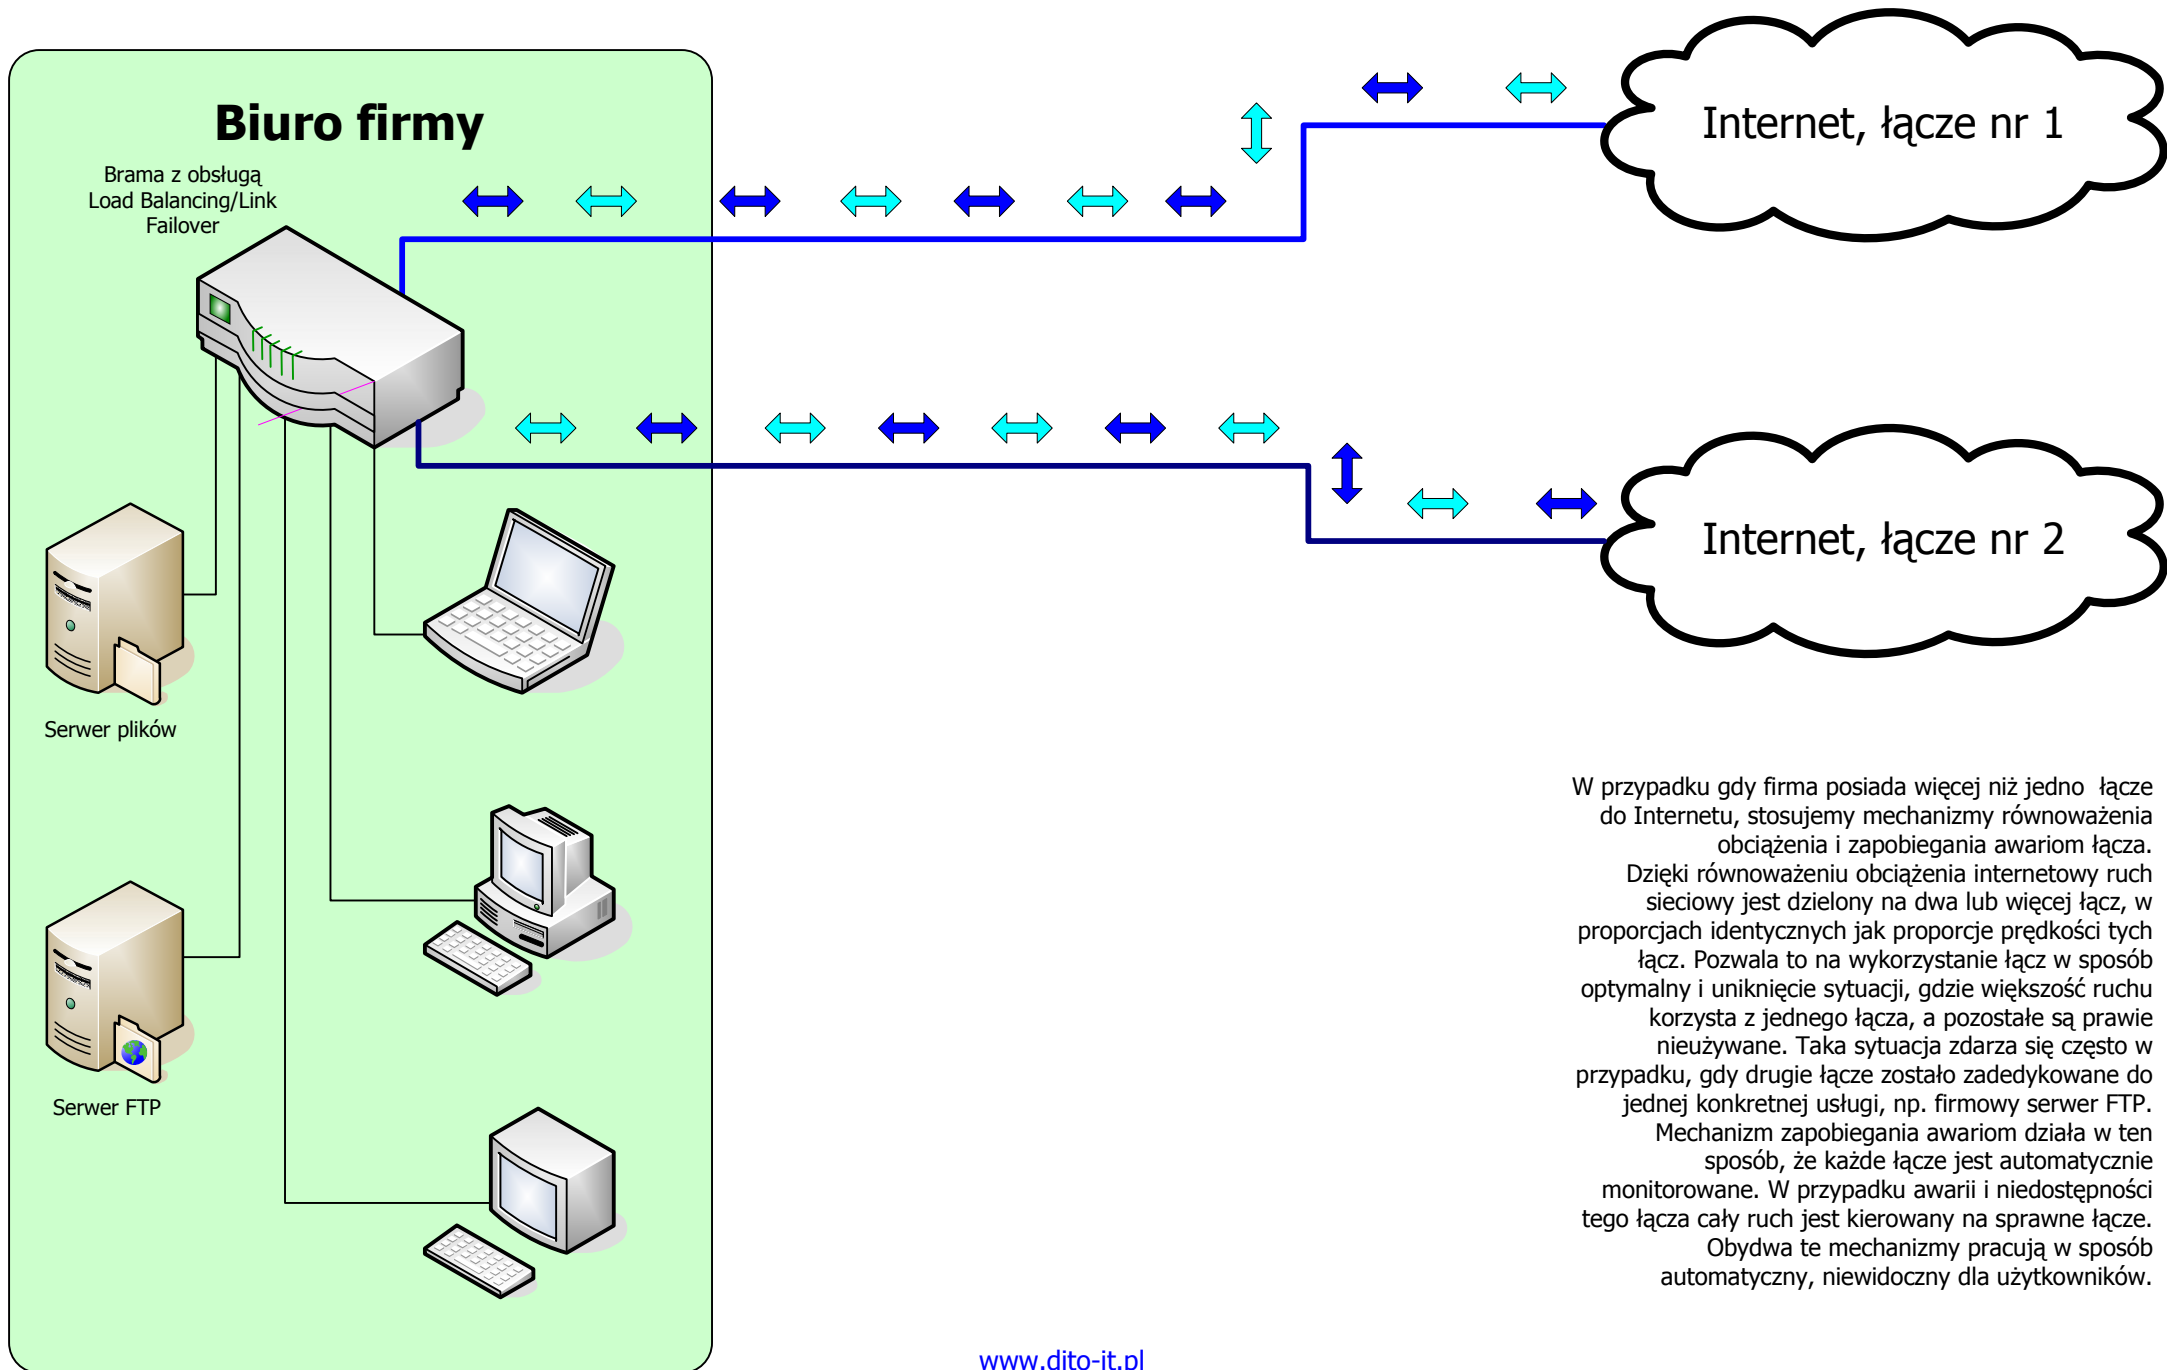 Biuro firmy
Brama z obsługą
Load Balancing/Link
Failover
Internet, łącze nr 1
Internet, łącze nr 2
Serwer plików
Serwer FTP
W przypadku gdy firma posiada więcej niż jedno  łącze
do Internetu, stosujemy mechanizmy równoważenia
obciążenia i zapobiegania awariom łącza.
Dzięki równoważeniu obciążenia internetowy ruch
sieciowy jest dzielony na dwa lub więcej łącz, w
proporcjach identycznych jak proporcje prędkości tych
łącz. Pozwala to na wykorzystanie łącz w sposób
optymalny i uniknięcie sytuacji, gdzie większość ruchu
korzysta z jednego łącza, a pozostałe są prawie
nieużywane. Taka sytuacja zdarza się często w
przypadku, gdy drugie łącze zostało zadedykowane do
jednej konkretnej usługi, np. firmowy serwer FTP.
Mechanizm zapobiegania awariom działa w ten
sposób, że każde łącze jest automatycznie
monitorowane. W przypadku awarii i niedostępności
tego łącza cały ruch jest kierowany na sprawne łącze.
Obydwa te mechanizmy pracują w sposób
automatyczny, niewidoczny dla użytkowników.
www.dito-it.pl